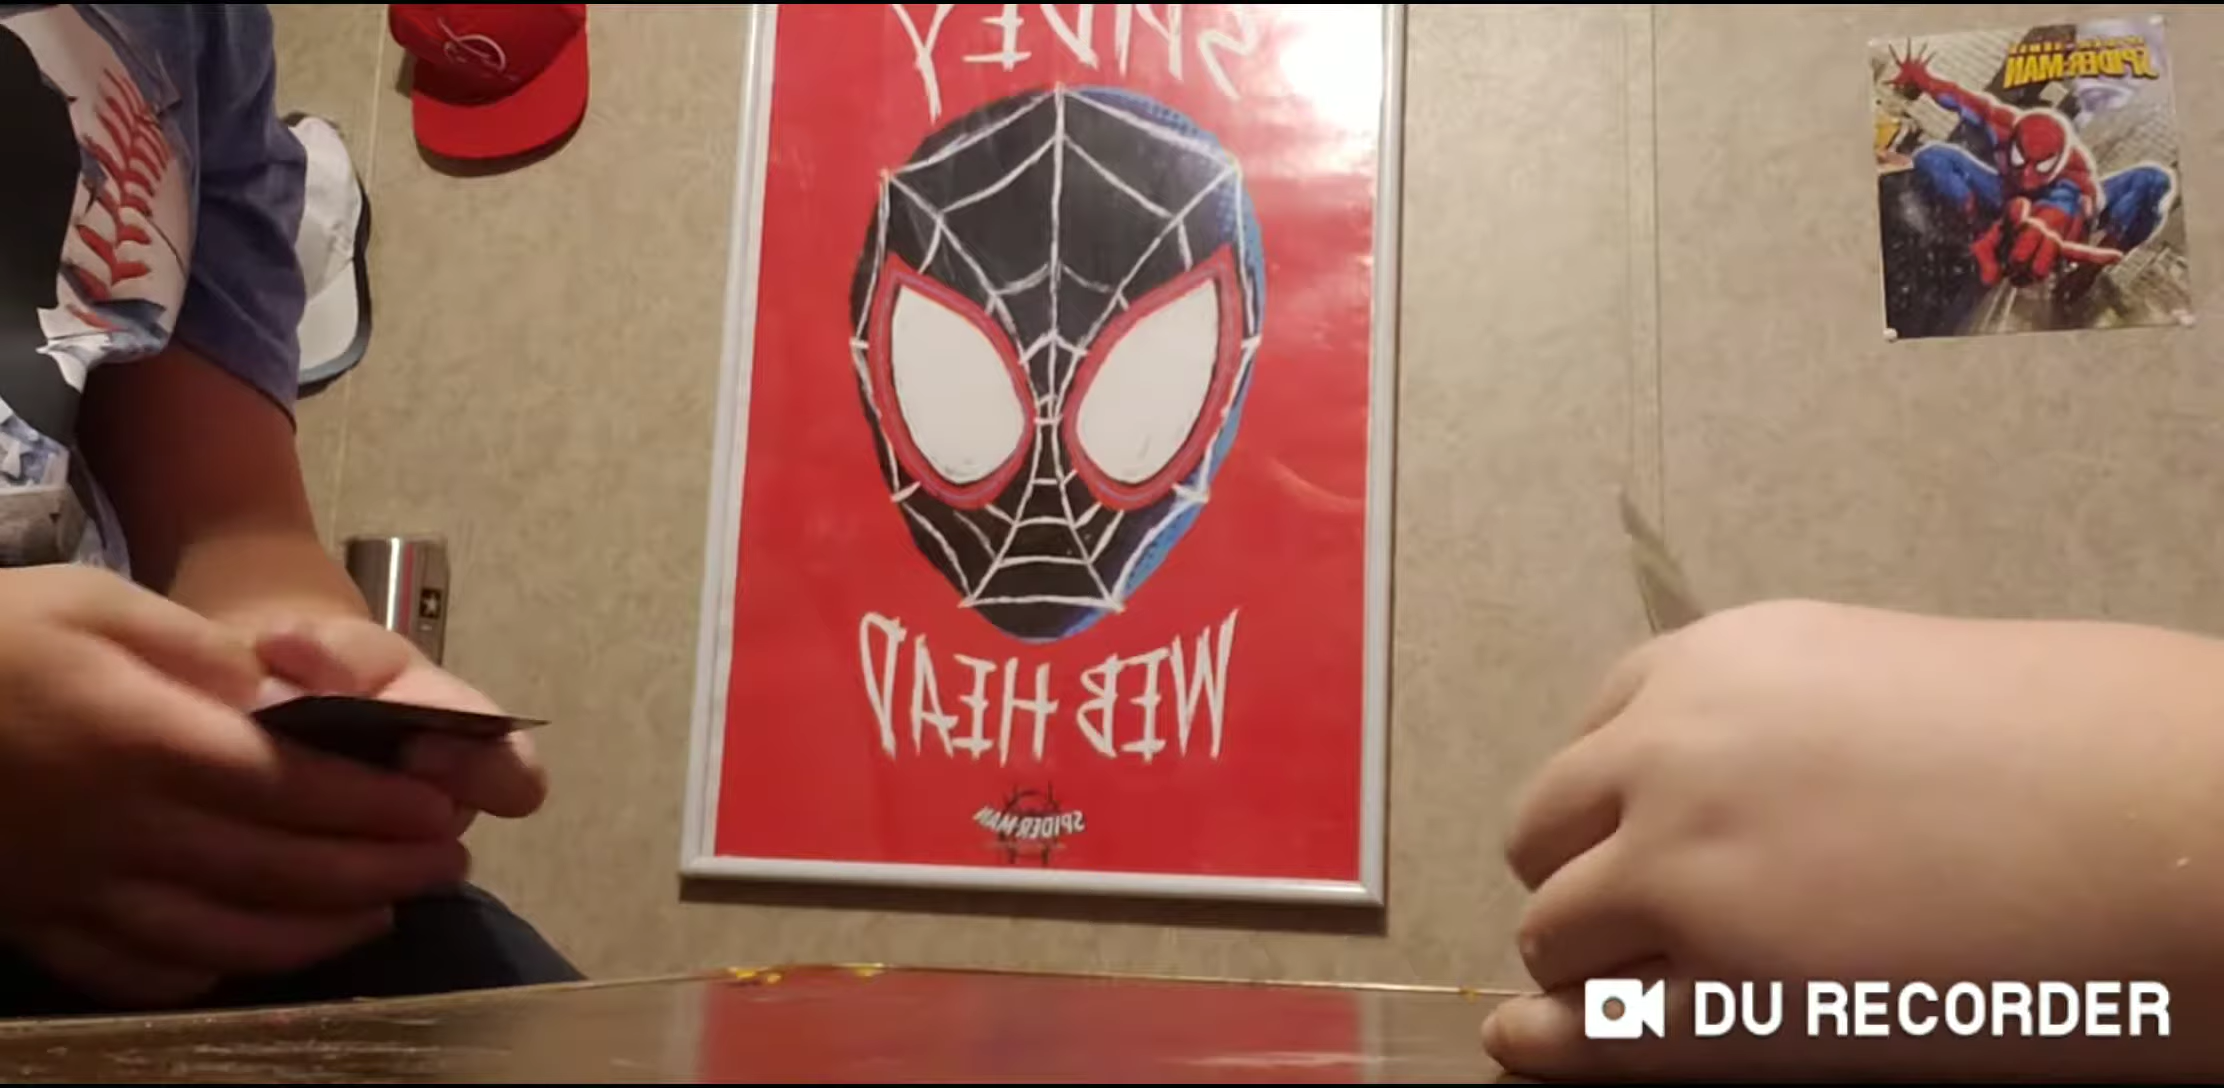 SPIDEY
SPIDER-MAN
WEB HEAD
SPIDER-MAN
DU RECORDER